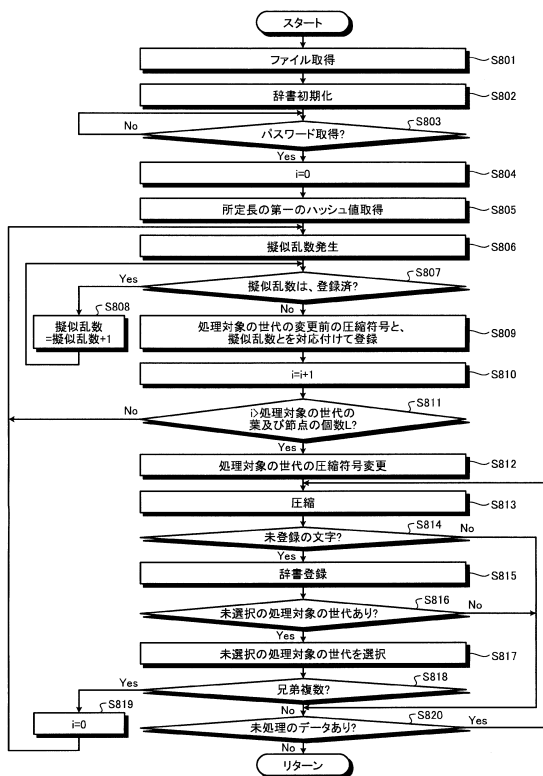 スタート
ファイル取得
S801
辞書初期化
S802
パスワード取得?
S803
No
Yes
i=0
S804
所定長の第一のハッシュ値取得
S805
擬似乱数発生
S806
擬似乱数は、登録済?
S807
Yes
No
S808
擬似乱数
=擬似乱数+1
処理対象の世代の変更前の圧縮符号と、
擬似乱数とを対応付けて登録
S809
i=i+1
S810
i>処理対象の世代の
葉及び節点の個数L?
S811
No
Yes
処理対象の世代の圧縮符号変更
S812
圧縮
S813
未登録の文字?
S814
No
Yes
辞書登録
S815
未選択の処理対象の世代あり?
S816
No
Yes
未選択の処理対象の世代を選択
S817
兄弟複数?
S818
Yes
No
S819
i=0
未処理のデータあり?
S820
Yes
No
リターン